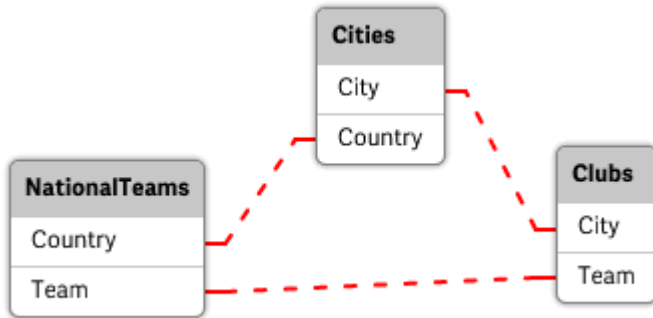 Cities
City
Country
NationalTeams
Country
Team
Clubs
City
Team